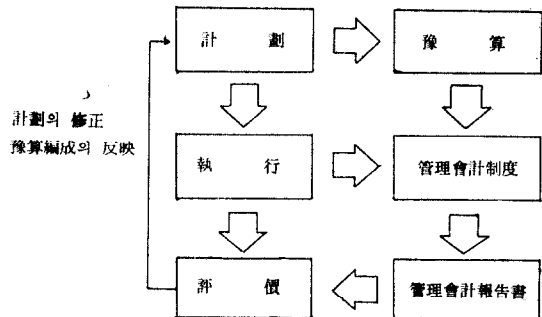 計劃
豫算
計劃의 修正
豫算編成의 反映
執行
管理會計制度
評價
管理會計報告書